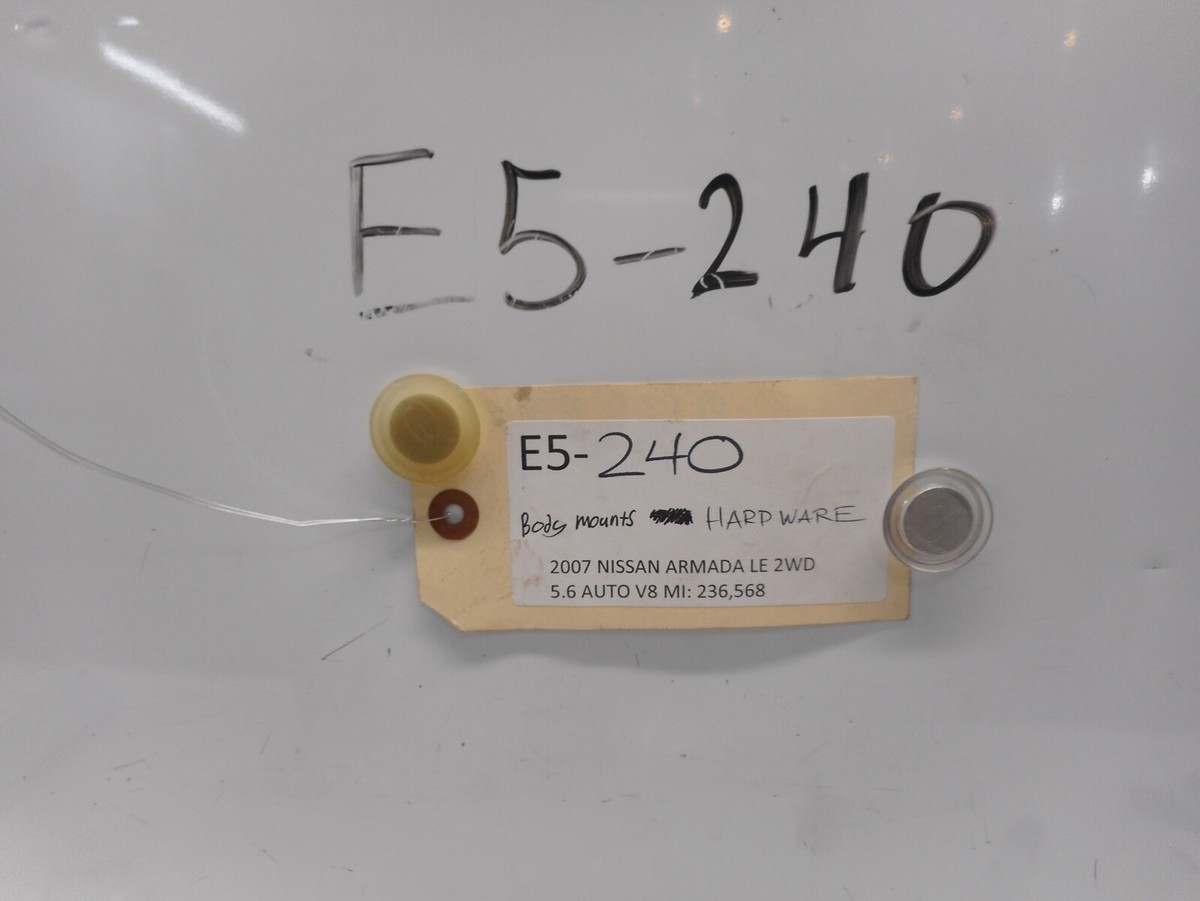 E5-240
E5-240
Body mounts HARDWARE
2007 NISSAN ARMADA LE 2WD
5.6 AUTO V8 MI: 236,568